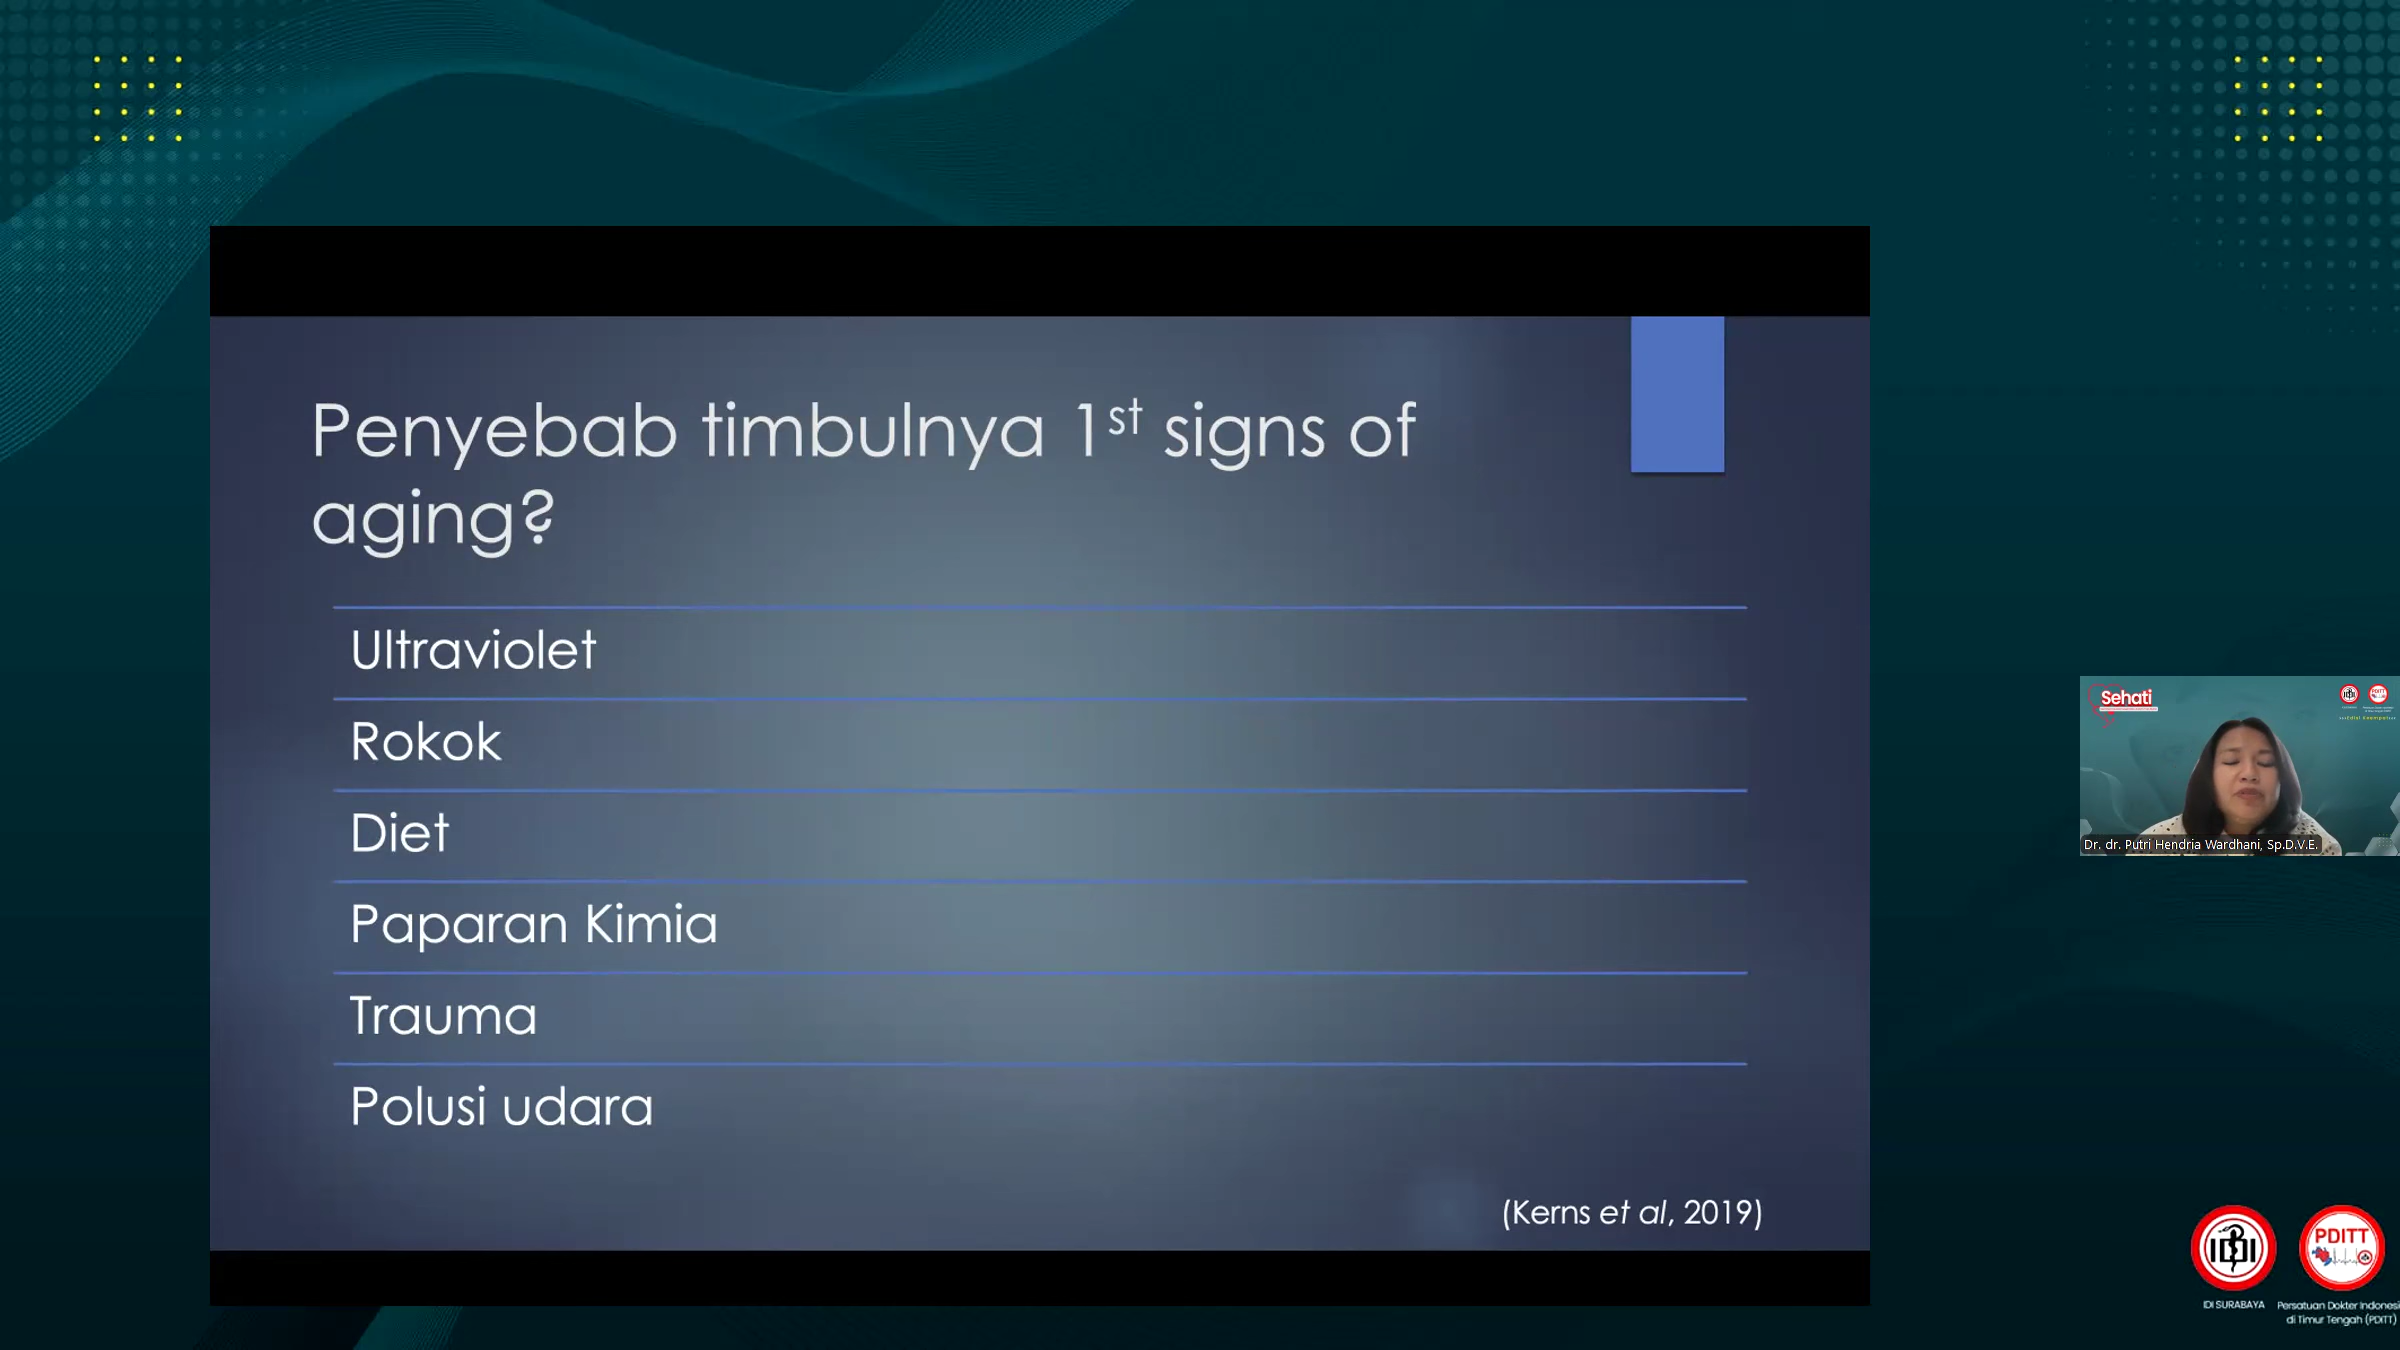 Penyebab timbulnya 1st signs of
aging?
Ultraviolet
Rokok
Diet
Paparan Kimia
Trauma
Polusi udara
(Kerns et al, 2019)
Sehati
Dr. dr. Putri Hendria Wardhani, Sp.D.V.E.
IDI
PDITT
IDI SURABAYA
Persatuan Dokter Indonesi
di Timur Tengah (PDITT)